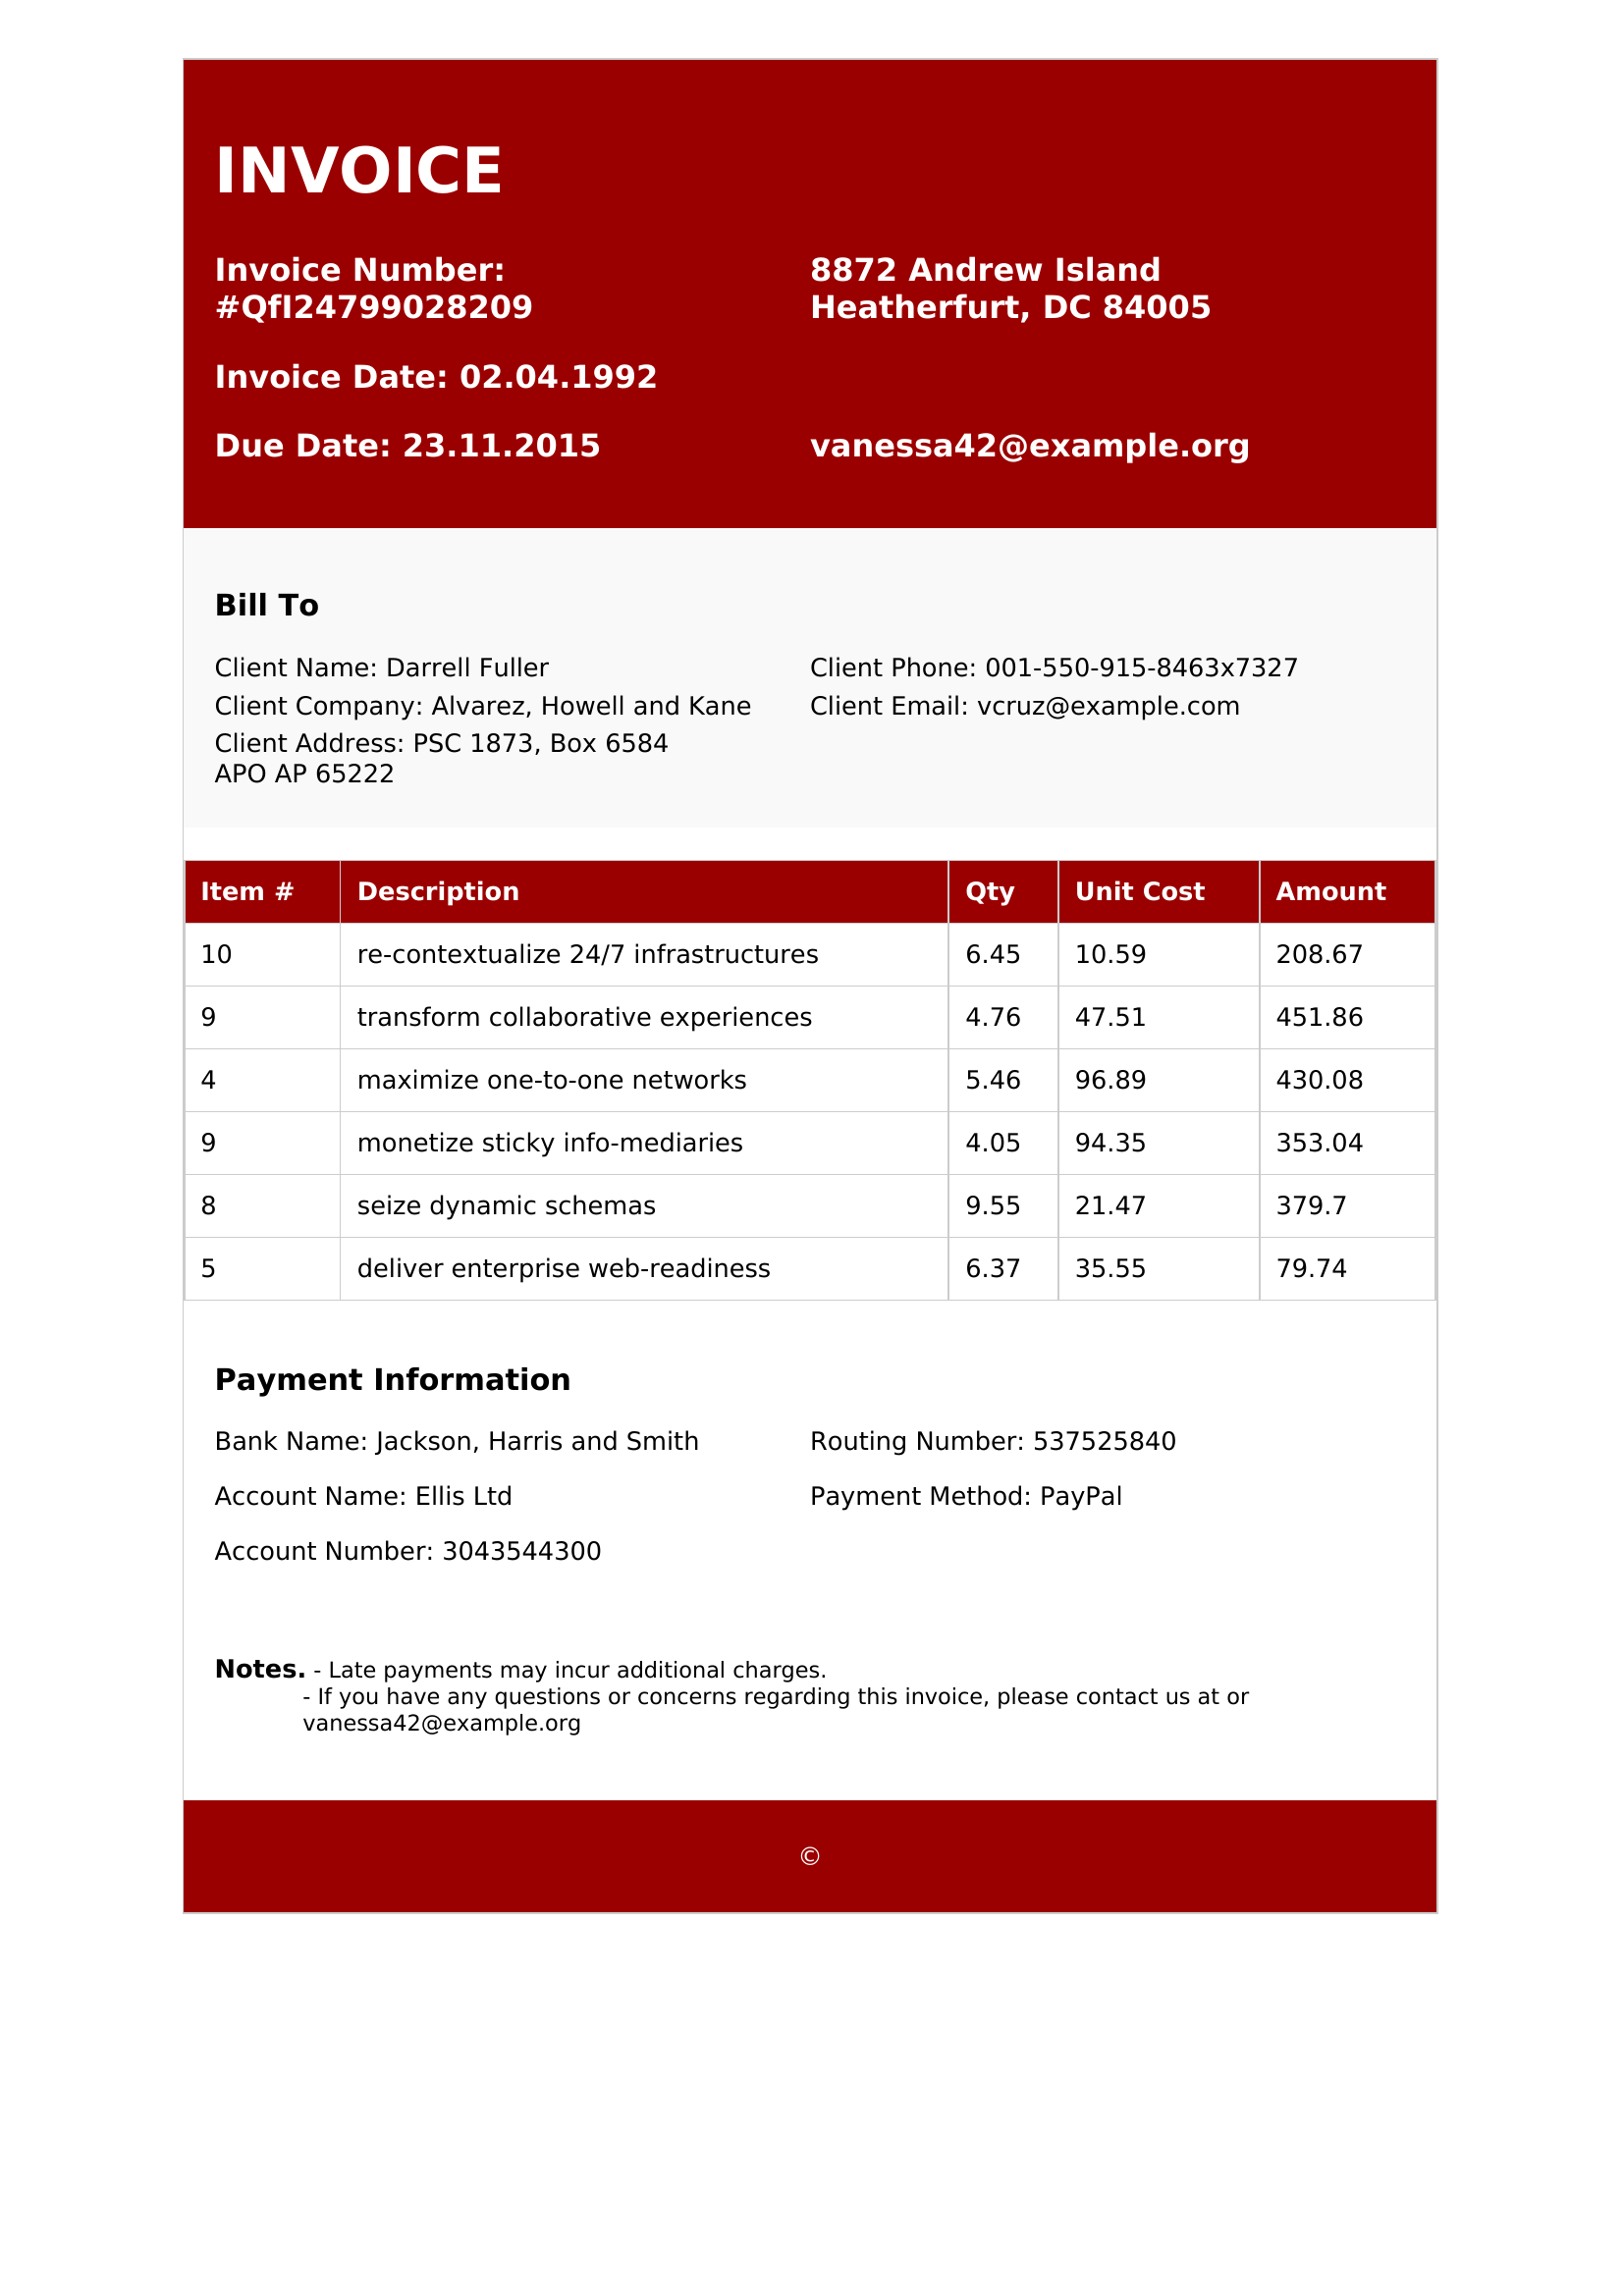 INVOICE
Invoice Number: 
#QfI24799028209
8872 Andrew Island
Heatherfurt, DC 84005
Invoice Date: 02.04.1992
Due Date: 23.11.2015
vanessa42@example.org
Bill To
Client Name: Darrell Fuller
Client Company: Alvarez, Howell and Kane
Client Address: PSC 1873, Box 6584
APO AP 65222
Client Phone: 001-550-915-8463x7327
Client Email: vcruz@example.com
Item # Description Qty Unit Cost Amount
10 re-contextualize 24/7 infrastructures 6.45 10.59 208.67
9 transform collaborative experiences 4.76 47.51 451.86
4 maximize one-to-one networks 5.46 96.89 430.08
9 monetize sticky info-mediaries 4.05 94.35 353.04
8 seize dynamic schemas 9.55 21.47 379.7
5 deliver enterprise web-readiness 6.37 35.55 79.74
Payment Information
Bank Name: Jackson, Harris and Smith
Account Name: Ellis Ltd
Account Number: 3043544300
Routing Number: 537525840
Payment Method: PayPal
Notes. - Late payments may incur additional charges.
- If you have any questions or concerns regarding this invoice, please contact us at or
vanessa42@example.org
©